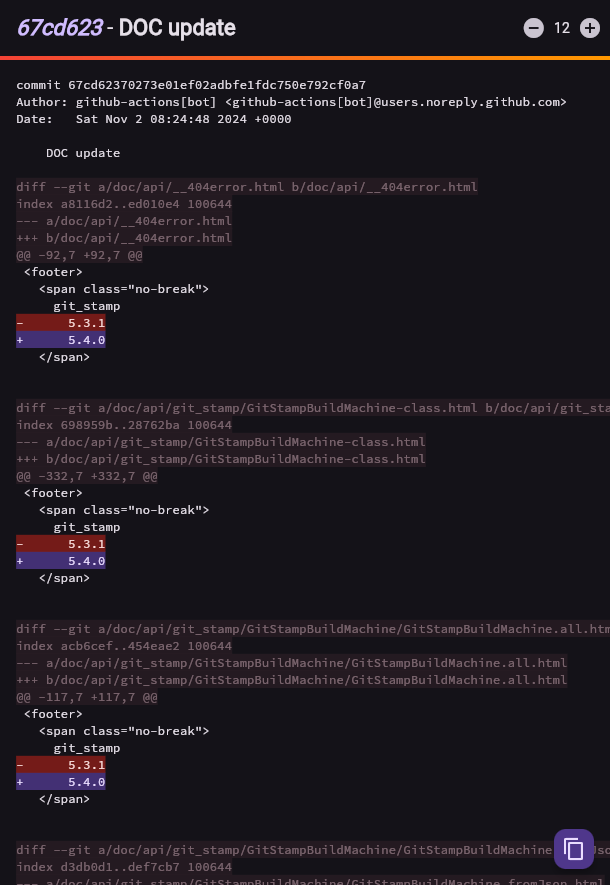 67cd623 - DOC update
12
commit 67cd62370273e01ef02adbfe1fdc750e792cf0a7
Author: github-actions[bot] <github-actions[bot]@users.noreply.github.com>
Date:   Sat Nov 2 08:24:48 2024 +0000
    DOC update
diff --git a/doc/api/__404error.html b/doc/api/__404error.html
index a8116d2..ed010e4 100644
--- a/doc/api/__404error.html
+++ b/doc/api/__404error.html
@@ -92,7 +92,7 @@
 <footer>
   <span class="no-break">
     git_stamp
-      5.3.1
+      5.4.0
   </span>
diff --git a/doc/api/git_stamp/GitStampBuildMachine-class.html b/doc/api/git_sta
index 698959b..28762ba 100644
--- a/doc/api/git_stamp/GitStampBuildMachine-class.html
+++ b/doc/api/git_stamp/GitStampBuildMachine-class.html
@@ -332,7 +332,7 @@
 <footer>
   <span class="no-break">
     git_stamp
-      5.3.1
+      5.4.0
   </span>
diff --git a/doc/api/git_stamp/GitStampBuildMachine/GitStampBuildMachine.all.htm
index acb6cef..454eae2 100644
--- a/doc/api/git_stamp/GitStampBuildMachine/GitStampBuildMachine.all.html
+++ b/doc/api/git_stamp/GitStampBuildMachine/GitStampBuildMachine.all.html
@@ -117,7 +117,7 @@
 <footer>
   <span class="no-break">
     git_stamp
-      5.3.1
+      5.4.0
   </span>
diff --git a/doc/api/git_stamp/GitStampBuildMachine/GitStampBuildMachine
index d3db0d1..def7cb7 100644
--- a/doc/api/git_stamp/GitStampBuildMachine/GitStampBuildMachine.fromJson.html